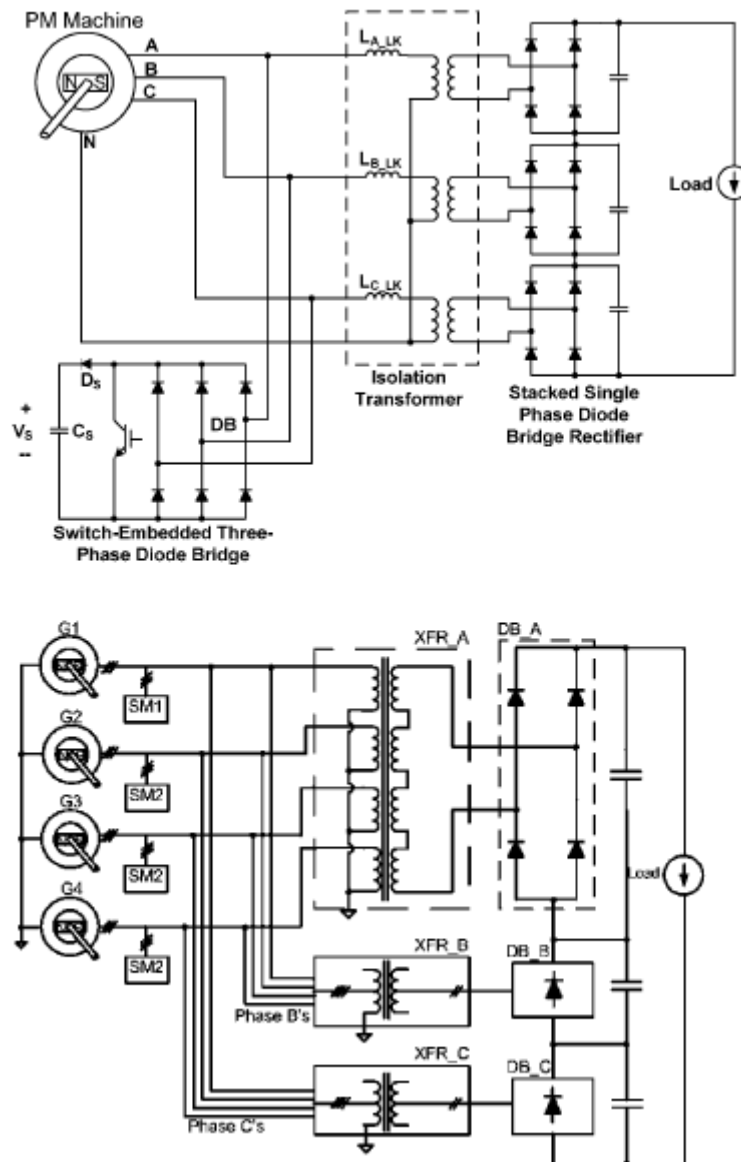 PM Machine
A
B
C
N
N S
L_A_LK
L_B_LK
L_C_LK
Load
Isolation
Transformer
Stacked Single
Phase Diode
Bridge Rectifier
D_S
+
V_S
--
C_S
DB
Switch-Embedded Three-
Phase Diode Bridge
G1
SM1
G2
SM2
G3
SM2
G4
SM2
XFR_A
DB_A
Load
XFR_B
DB_B
Phase B's
XFR_C
DB_C
Phase C's